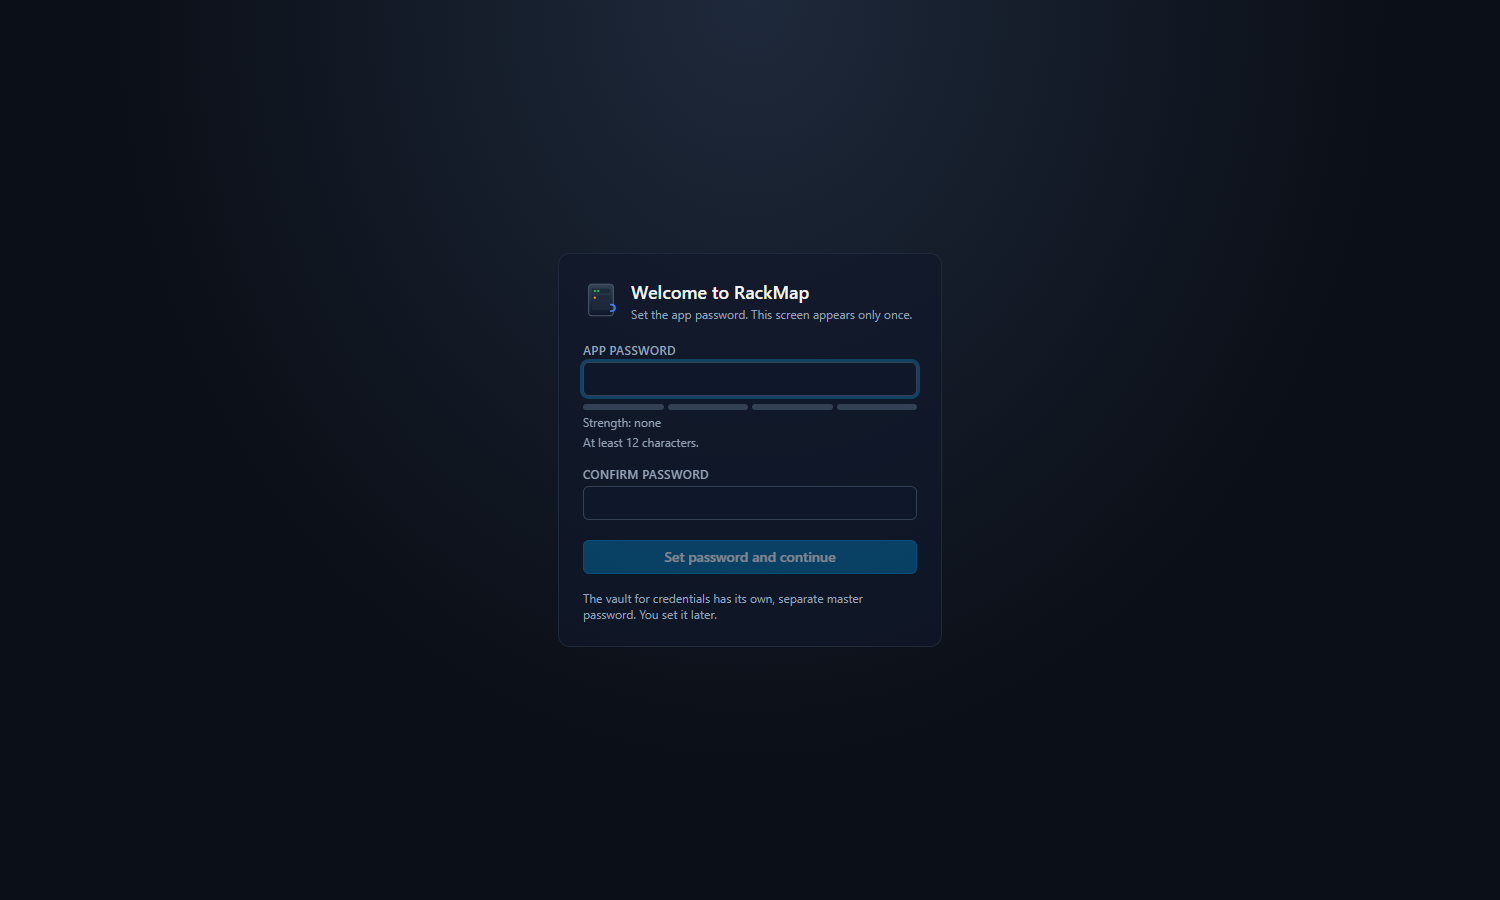 Welcome to RackMap
Set the app password. This screen appears only once.
APP PASSWORD
Strength: none
At least 12 characters.
CONFIRM PASSWORD
Set password and continue
The vault for credentials has its own, separate master
password. You set it later.